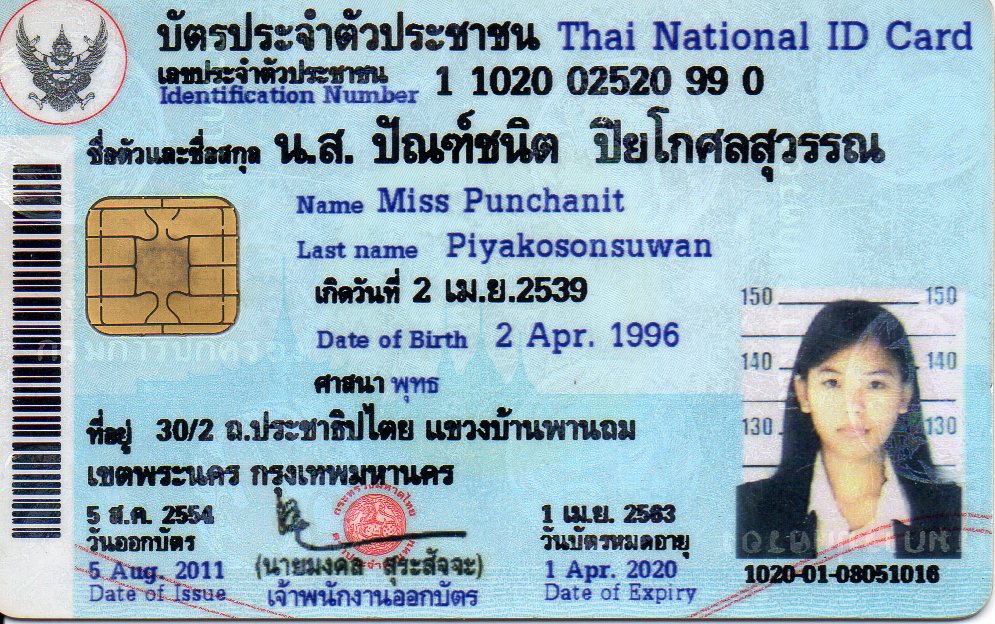 บัตรประจำตัวประชาชน Thai National ID Card
เลขประจำตัวประชาชน
Identification Number 1 1020 02520 99 0
ชื่อตัวและชื่อสกุล น.ส. ปัณฑ์ชนิต ปิยโกศลสุวรรณ
Name Miss Punchanit
Last name Piyakosonsuwan
เกิดวันที่ 2 เม.ย.2539
Date of Birth 2 Apr. 1996
ศาสนา พุทธ
ที่อยู่ 30/2 ถ.ประชาธิปไตย แขวงบ้านพานถม
เขตพระนคร กรุงเทพมหานคร
150 150
140 140
130 130
5 ส.ค. 2554
วันออกบัตร
5 Aug. 2011
Date of Issue
(นายมงคล สุระสัจจะ)
เจ้าพนักงานออกบัตร
1 เม.ย. 2563
วันบัตรหมดอายุ
1 Apr. 2020
Date of Expiry
1020-01-08051016